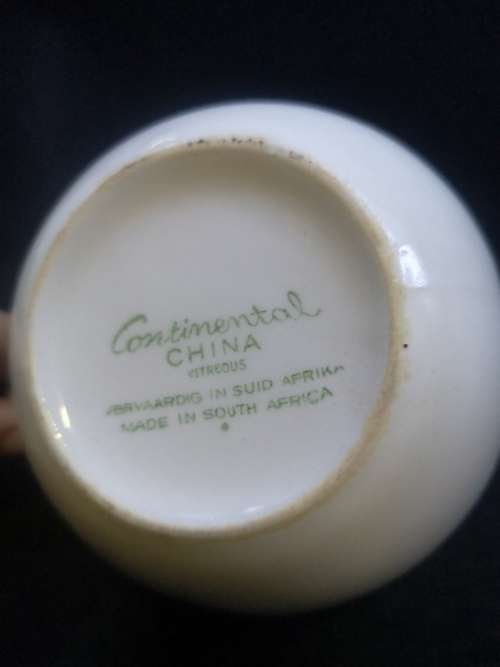 Continental
CHINA
VITREOUS
VERVAARDIG IN SUID AFRIKA
MADE IN SOUTH AFRICA